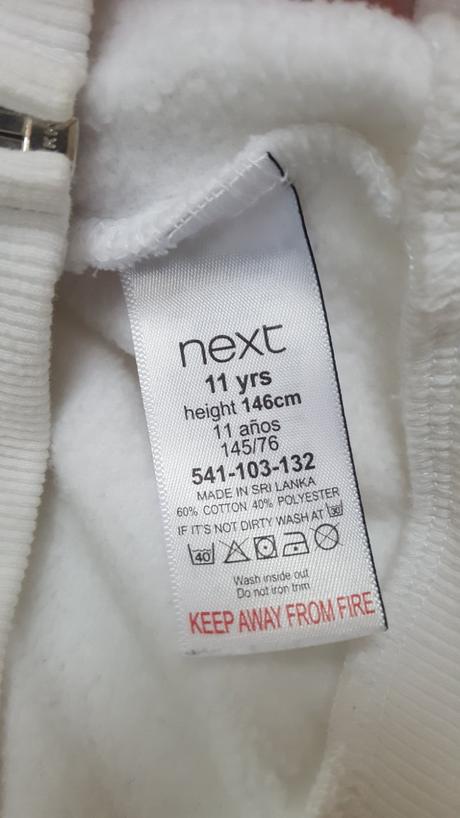 next
11 yrs
height 146cm
11 años
145/76
541-103-132
MADE IN SRI LANKA
60% COTTON 40% POLYESTER
IF IT'S NOT DIRTY WASH AT 30
40
Wash inside out
Do not iron trim
KEEP AWAY FROM FIRE